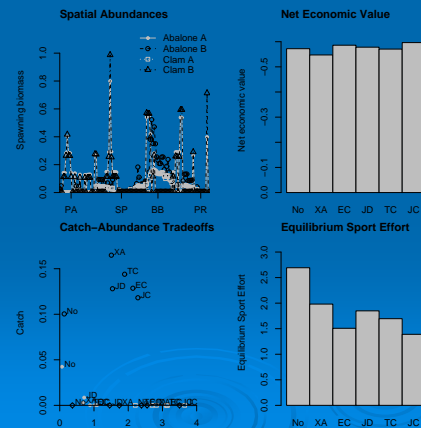 Spatial Abundances
Spawning biomass
1.0
0.8
0.6
0.4
0.2
0.0
Abalone A
Abalone B
Clam A
Clam B
PA SP BB PR
Net Economic Value
Net economic value
−0.5
−0.3
−0.1
0.0
No XA EC JD TC JC
Catch−Abundance Tradeoffs
Catch
0.15
0.10
0.05
0.00
XA
TC
JD
EC
JC
No
No
JD
No
0 1 2 3 4
Equilibrium Sport Effort
Equilibrium Sport Effort
3.0
2.5
2.0
1.5
1.0
0.5
0.0
No XA EC JD TC JC